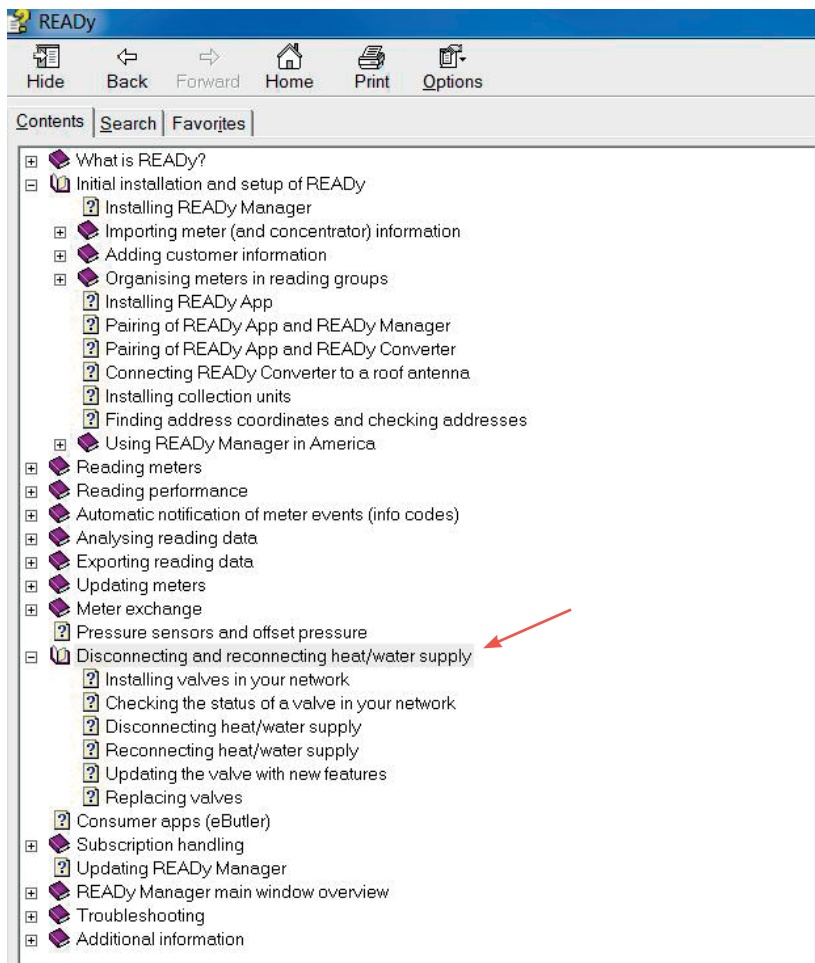 READy
Hide Back Forward Home Print Options
Contents Search Favorites
What is READy?
Initial installation and setup of READy
Installing READy Manager
Importing meter (and concentrator) information
Adding customer information
Organising meters in reading groups
Installing READy App
Pairing of READy App and READy Manager
Pairing of READy App and READy Converter
Connecting READy Converter to a roof antenna
Installing collection units
Finding address coordinates and checking addresses
Using READy Manager in America
Reading meters
Reading performance
Automatic notification of meter events (info codes)
Analysing reading data
Exporting reading data
Updating meters
Meter exchange
Pressure sensors and offset pressure
Disconnecting and reconnecting heat/water supply
Installing valves in your network
Checking the status of a valve in your network
Disconnecting heat/water supply
Reconnecting heat/water supply
Updating the valve with new features
Replacing valves
Consumer apps (eButler)
Subscription handling
Updating READy Manager
READy Manager main window overview
Troubleshooting
Additional information